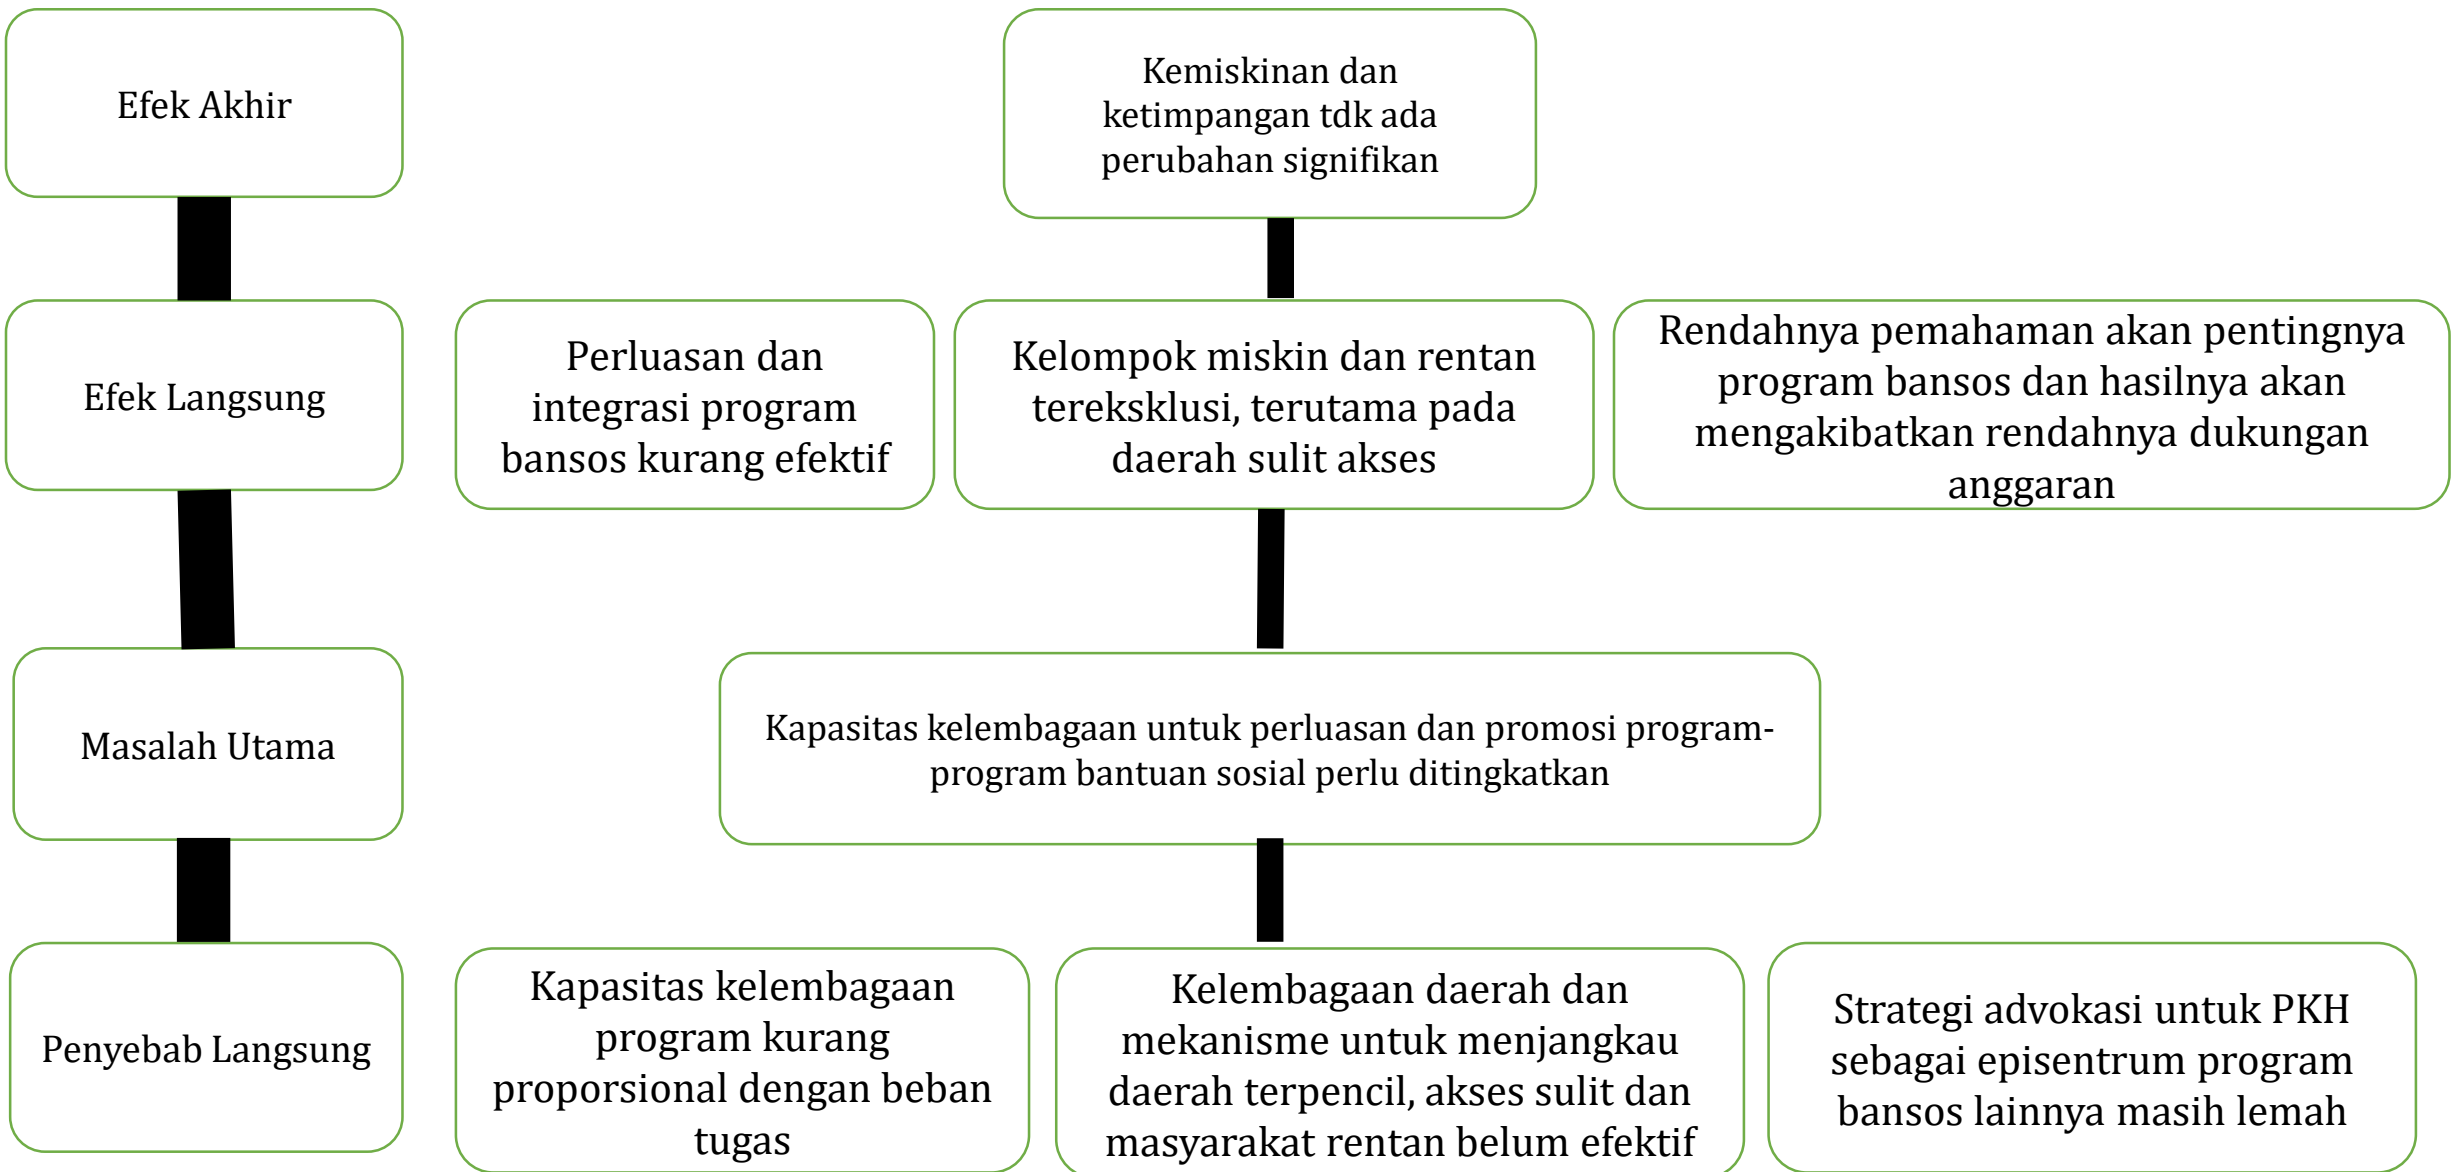 Efek Akhir
Kemiskinan dan
ketimpangan tdk ada
perubahan signifikan
Efek Langsung
Perluasan dan
integrasi program
bansos kurang efektif
Kelompok miskin dan rentan
tereksklusi, terutama pada
daerah sulit akses
Rendahnya pemahaman akan pentingnya
program bansos dan hasilnya akan
mengakibatkan rendahnya dukungan
anggaran
Masalah Utama
Kapasitas kelembagaan untuk perluasan dan promosi program-
program bantuan sosial perlu ditingkatkan
Penyebab Langsung
Kapasitas kelembagaan
program kurang
proporsional dengan beban
tugas
Kelembagaan daerah dan
mekanisme untuk menjangkau
daerah terpencil, akses sulit dan
masyarakat rentan belum efektif
Strategi advokasi untuk PKH
sebagai episentrum program
bansos lainnya masih lemah